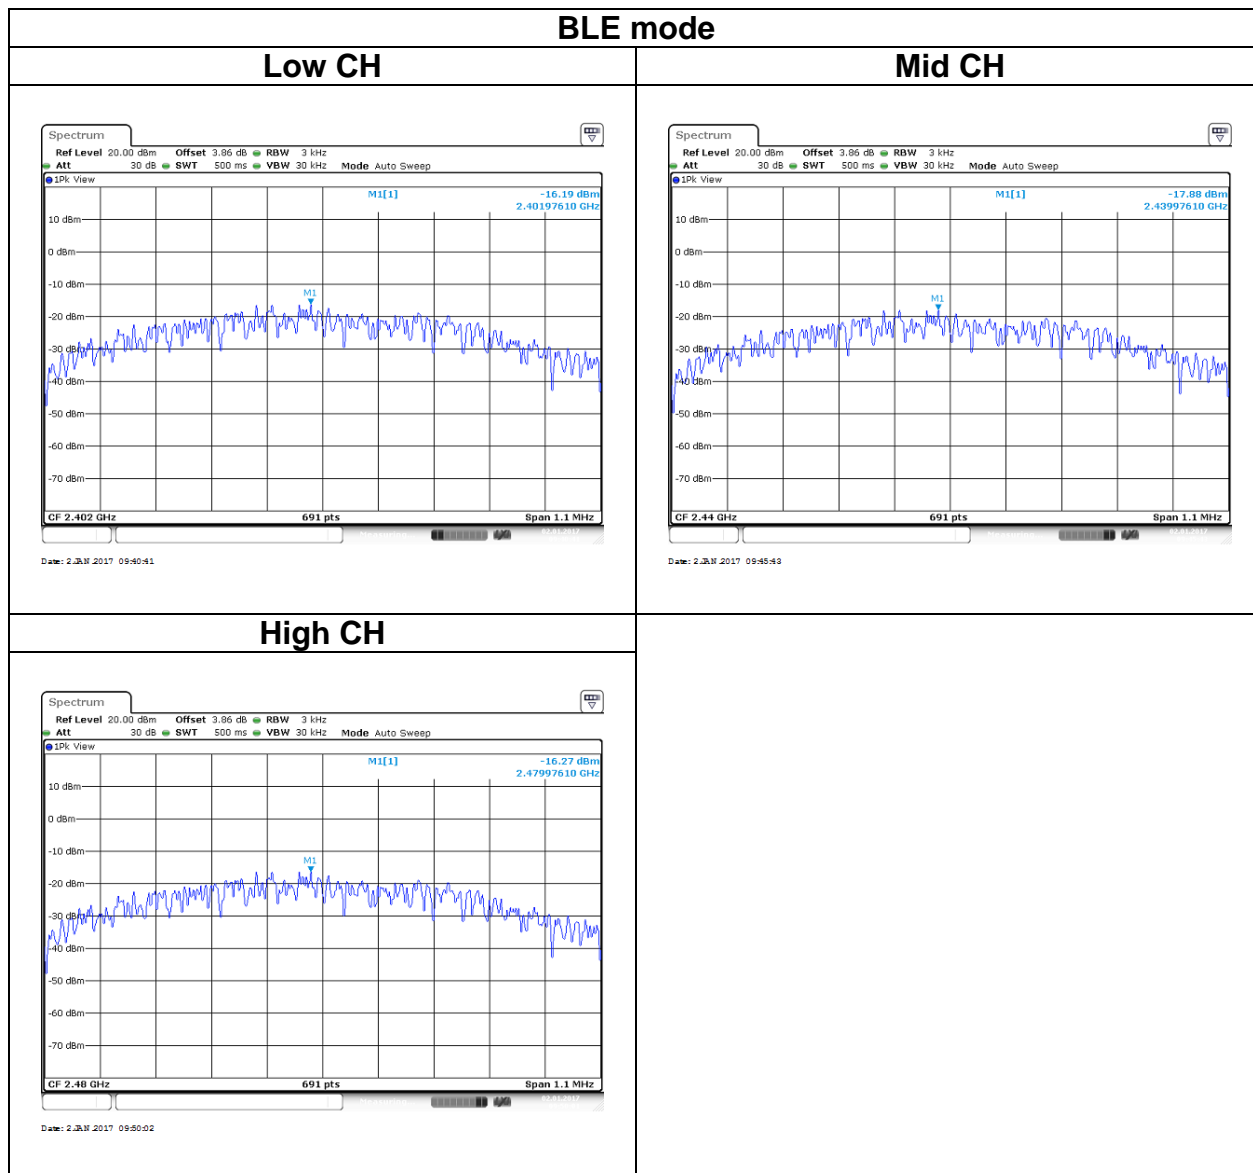 BLE mode
Low CH
Mid CH
Spectrum
Ref Level 20.00 dBm Offset 3.86 dB RBW 3 kHz
Att 30 dB SWT 500 ms VBW 30 kHz Mode Auto Sweep
1Pk View
M1[1] -16.19 dBm
2.40197610 GHz
10 dBm
0 dBm
-10 dBm
M1
-20 dBm
-30 dBm
-40 dBm
-50 dBm
-60 dBm
-70 dBm
CF 2.402 GHz 691 pts Span 1.1 MHz
Date: 2.JAN.2017 09:40:41
Spectrum
Ref Level 20.00 dBm Offset 3.86 dB RBW 3 kHz
Att 30 dB SWT 500 ms VBW 30 kHz Mode Auto Sweep
1Pk View
M1[1] -17.88 dBm
2.43997610 GHz
10 dBm
0 dBm
-10 dBm
M1
-20 dBm
-30 dBm
-40 dBm
-50 dBm
-60 dBm
-70 dBm
CF 2.44 GHz 691 pts Span 1.1 MHz
Date: 2.JAN.2017 09:45:43
High CH
Spectrum
Ref Level 20.00 dBm Offset 3.86 dB RBW 3 kHz
Att 30 dB SWT 500 ms VBW 30 kHz Mode Auto Sweep
1Pk View
M1[1] -16.27 dBm
2.47997610 GHz
10 dBm
0 dBm
-10 dBm
M1
-20 dBm
-30 dBm
-40 dBm
-50 dBm
-60 dBm
-70 dBm
CF 2.48 GHz 691 pts Span 1.1 MHz
Date: 2.JAN.2017 09:50:02